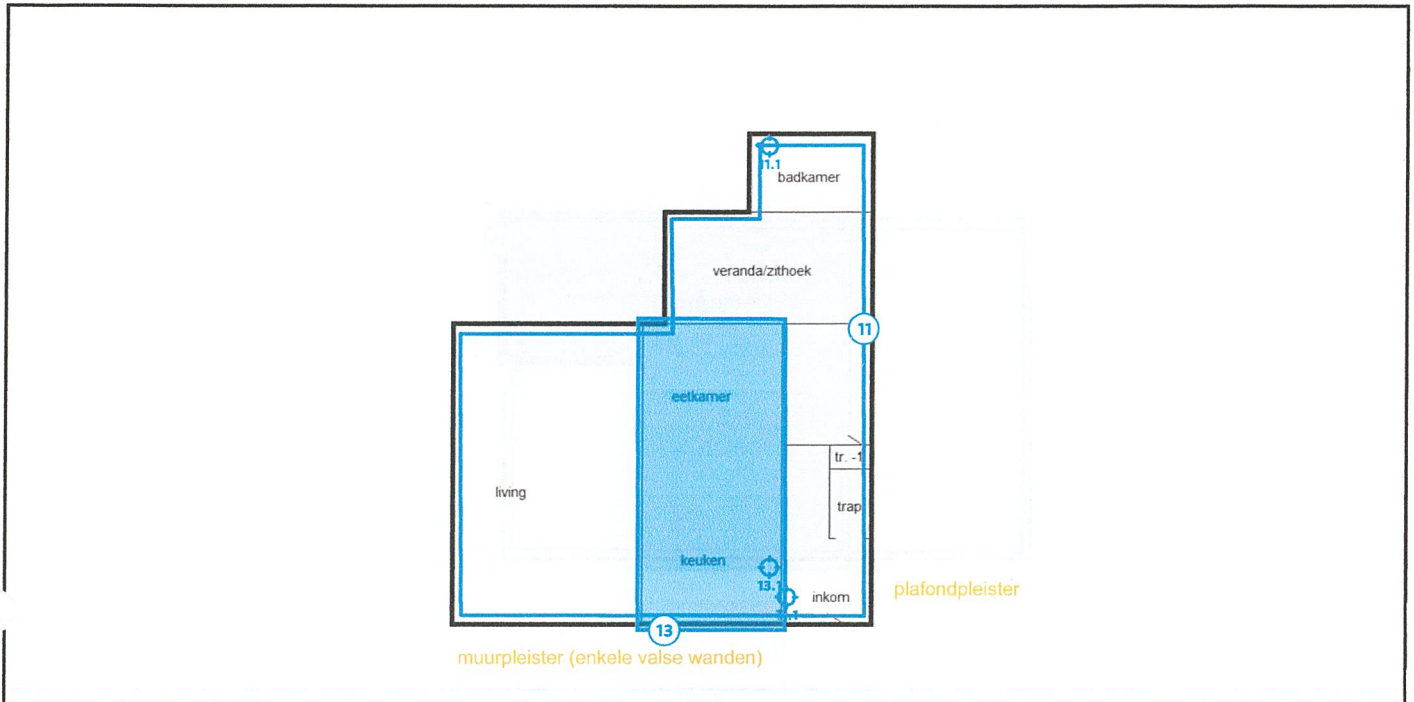 11.1
badkamer
veranda/zithoek
11
eetkamer
tr. -1
living
trap
keuken
13.1
inkom
plafondpleister
13
muurpleister (enkele valse wanden)